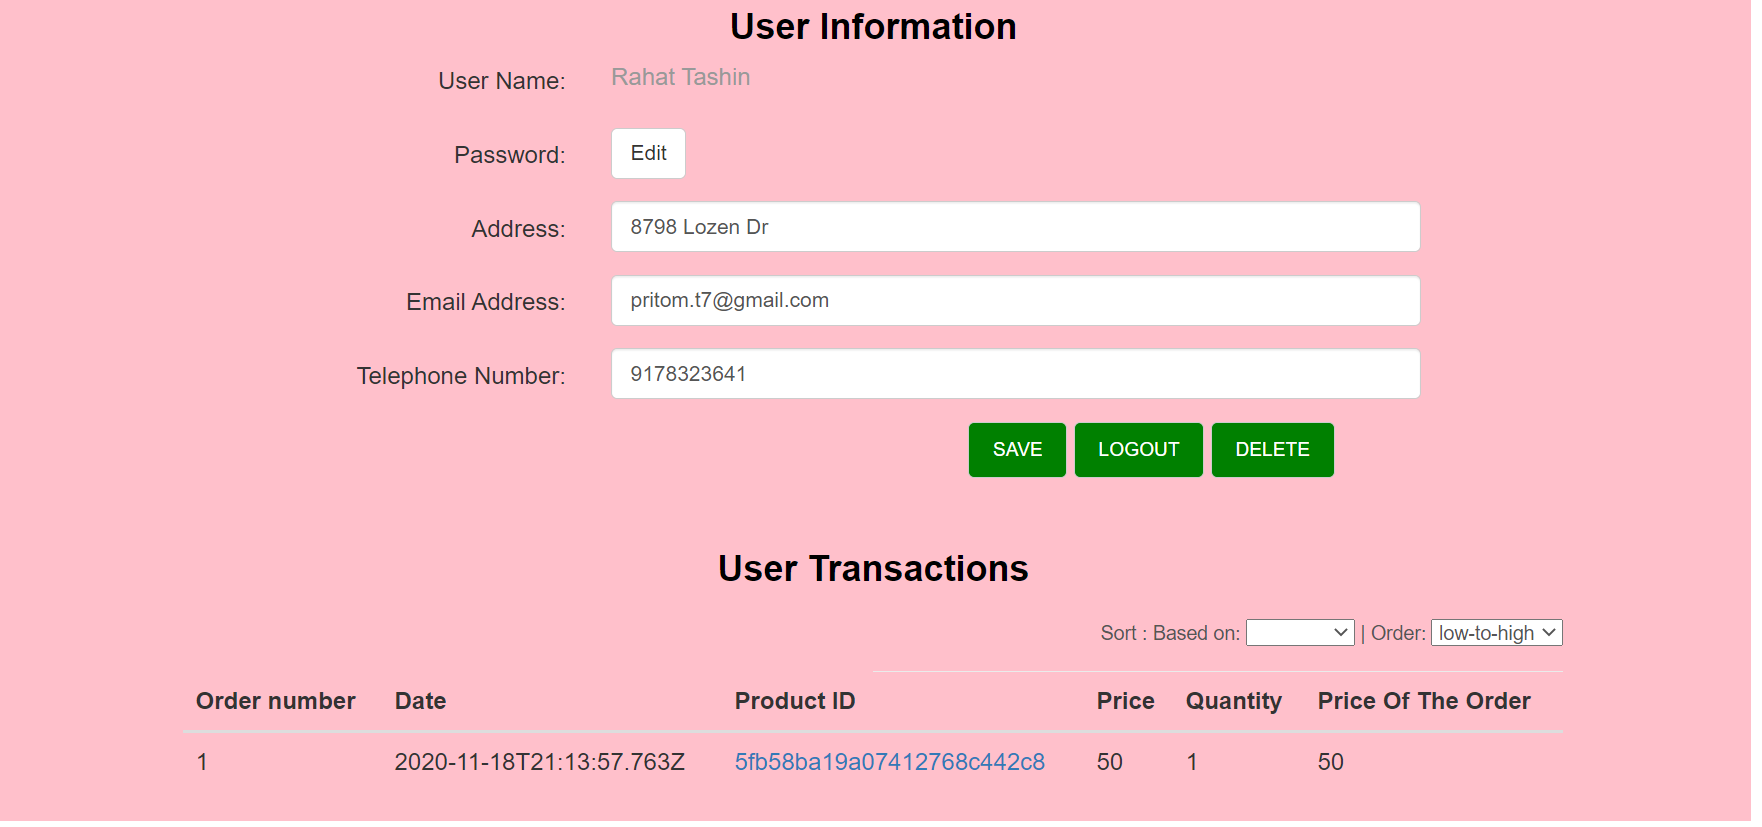 User Information
User Name: Rahat Tashin
Password: Edit
Address: 8798 Lozen Dr
Email Address: pritom.t7@gmail.com
Telephone Number: 9178323641
SAVE LOGOUT DELETE
User Transactions
Sort : Based on: | Order: low-to-high
Order number Date Product ID Price Quantity Price Of The Order
1 2020-11-18T21:13:57.763Z 5fb58ba19a07412768c442c8 50 1 50